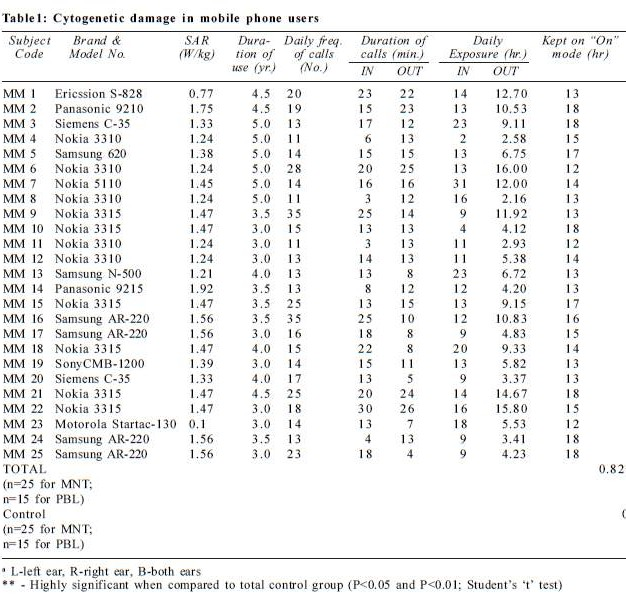 Table1: Cytogenetic damage in mobile phone users
Subject Brand & SAR Dura- Daily freq. Duration of Daily Kept on “On”
Code Model No. (W/kg) tion of of calls calls (min.) Exposure (hr.) mode (hr)
use (yr.) (No.) IN OUT IN OUT
MM 1 Ericssion S-828 0.77 4.5 20 23 22 14 12.70 13
MM 2 Panasonic 9210 1.75 4.5 19 15 23 13 10.53 18
MM 3 Siemens C-35 1.33 5.0 13 17 12 23 9.11 18
MM 4 Nokia 3310 1.24 5.0 11 6 13 2 2.58 15
MM 5 Samsung 620 1.38 5.0 14 15 15 13 6.75 17
MM 6 Nokia 3310 1.24 5.0 28 20 25 13 16.00 12
MM 7 Nokia 5110 1.45 5.0 14 16 16 31 12.00 14
MM 8 Nokia 3310 1.24 5.0 11 3 12 16 2.16 13
MM 9 Nokia 3315 1.47 3.5 35 25 14 9 11.92 13
MM 10 Nokia 3315 1.47 3.0 15 13 13 4 4.12 18
MM 11 Nokia 3310 1.24 3.0 11 3 13 11 2.93 12
MM 12 Nokia 3310 1.24 3.0 13 14 13 11 5.38 14
MM 13 Samsung N-500 1.21 4.0 13 13 8 23 6.72 13
MM 14 Panasonic 9215 1.92 3.5 13 8 12 12 4.20 13
MM 15 Nokia 3315 1.47 3.5 25 13 15 13 9.15 17
MM 16 Samsung AR-220 1.56 3.5 35 25 10 12 10.83 16
MM 17 Samsung AR-220 1.56 3.0 16 18 8 9 4.83 15
MM 18 Nokia 3315 1.47 4.0 15 22 8 20 9.33 14
MM 19 SonyCMB-1200 1.39 3.0 14 15 11 13 5.82 13
MM 20 Siemens C-35 1.33 4.0 17 13 5 9 3.37 13
MM 21 Nokia 3315 1.47 4.5 25 20 24 14 14.67 18
MM 22 Nokia 3315 1.47 3.0 18 30 26 16 15.80 15
MM 23 Motorola Startac-130 0.1 3.0 14 13 7 18 5.53 12
MM 24 Samsung AR-220 1.56 3.5 13 4 13 9 3.41 18
MM 25 Samsung AR-220 1.56 3.0 23 18 4 9 4.23 18
TOTAL 0.82
(n=25 for MNT;
n=15 for PBL)
Control
(n=25 for MNT;
n=15 for PBL)
ª L-left ear, R-right ear, B-both ears
** - Highly significant when compared to total control group (P<0.05 and P<0.01; Student’s ‘t’ test)